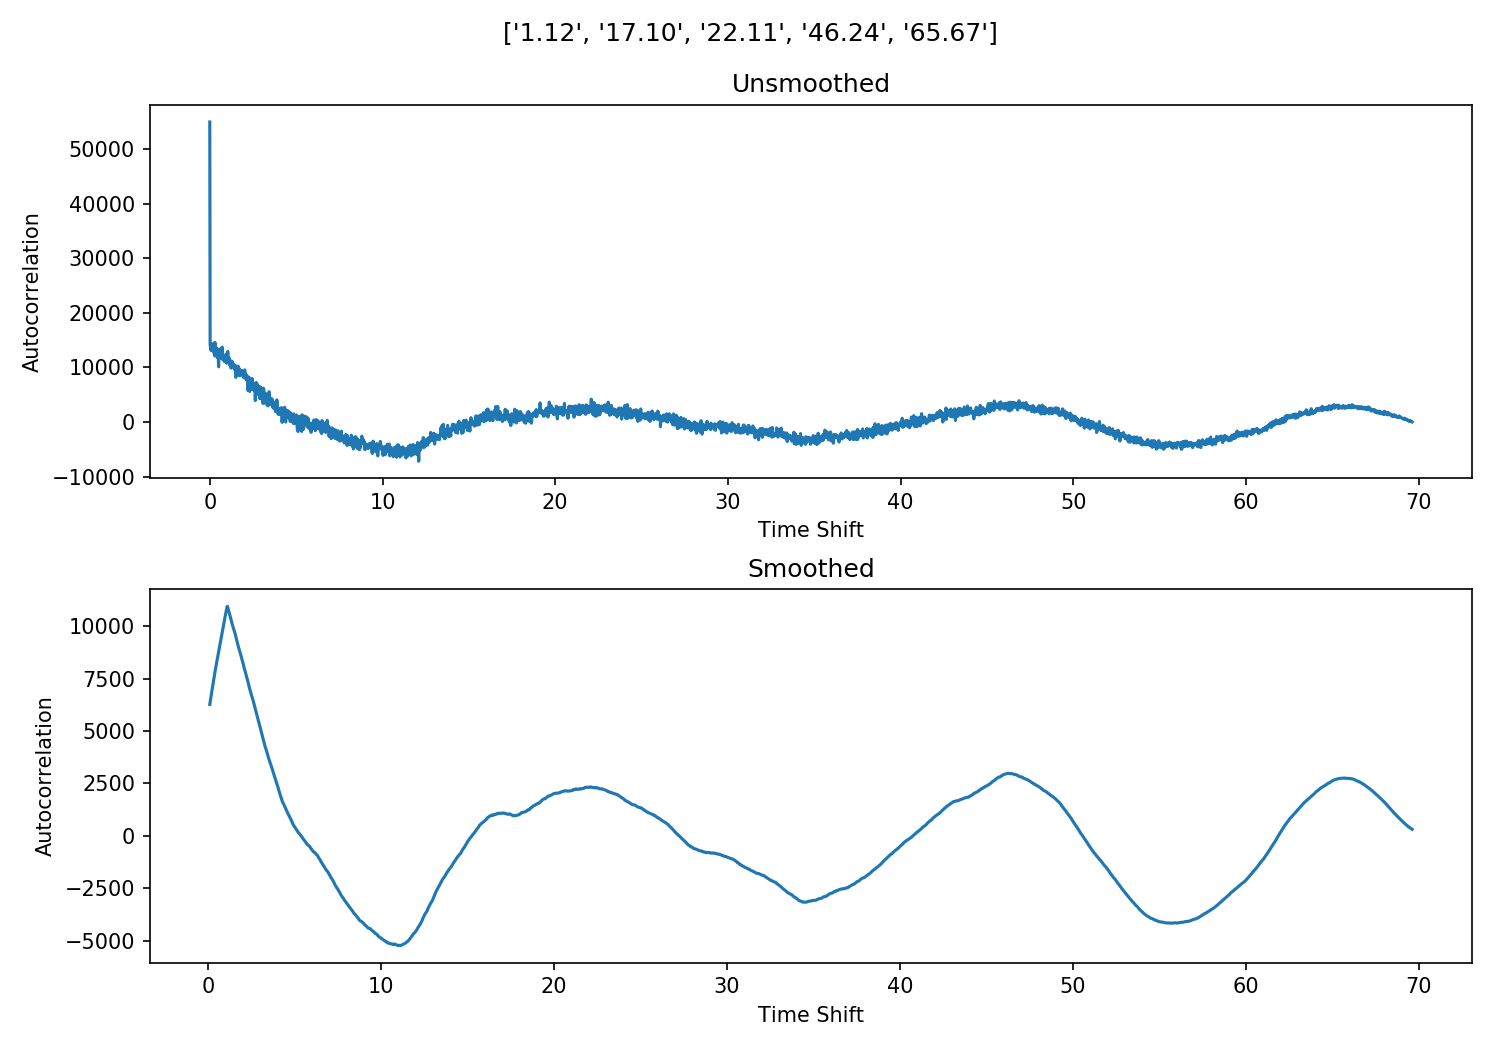 ['1.12', '17.10', '22.11', '46.24', '65.67']
Unsmoothed
Autocorrelation
50000
40000
30000
20000
10000
0
−10000
0 10 20 30 40 50 60 70
Time Shift
Smoothed
Autocorrelation
10000
7500
5000
2500
0
−2500
−5000
0 10 20 30 40 50 60 70
Time Shift